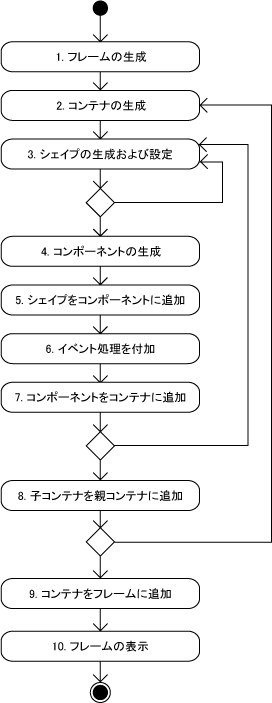 1. フレームの生成
2. コンテナの生成
3. シェイプの生成および設定
4. コンポーネントの生成
5. シェイプをコンポーネントに追加
6. イベント処理を付加
7. コンポーネントをコンテナに追加
8. 子コンテナを親コンテナに追加
9. コンテナをフレームに追加
10. フレームの表示